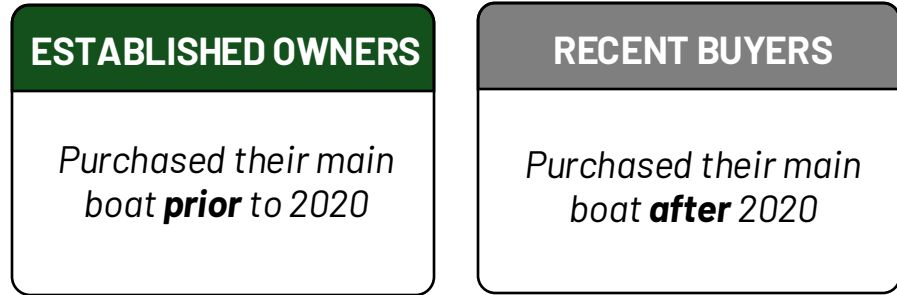 ESTABLISHED OWNERS
Purchased their main
boat prior to 2020
RECENT BUYERS
Purchased their main
boat after 2020